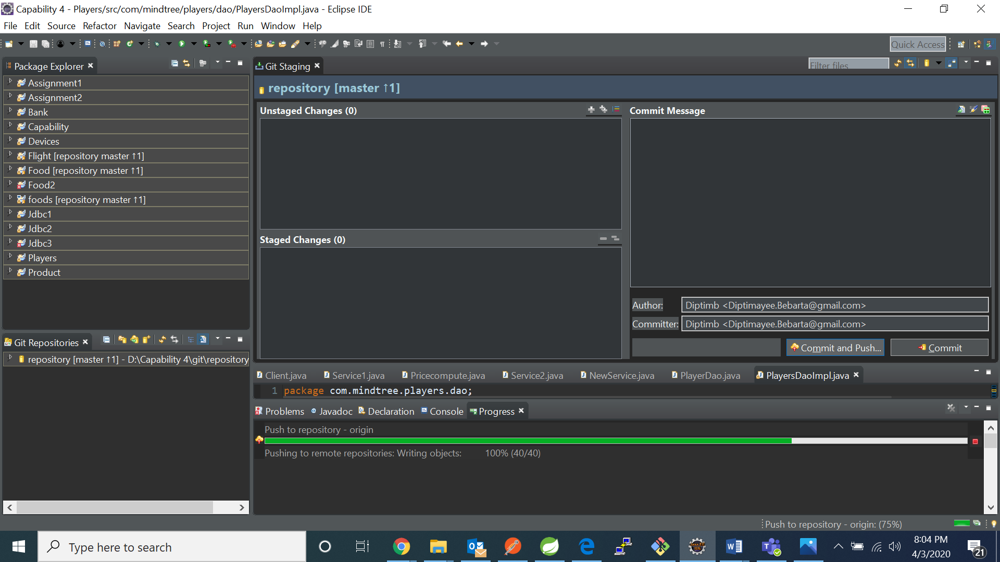 Capability 4 - Players/src/com/mindtree/players/dao/PlayersDaoImpl.java - Eclipse IDE
File Edit Source Refactor Navigate Search Project Run Window Help
Quick Access
Package Explorer
Assignment1
Assignment2
Bank
Capability
Devices
Flight [repository master ↑1]
Food [repository master ↑1]
Food2
foods [repository master ↑1]
Jdbc1
Jdbc2
Jdbc3
Players
Product
Git Repositories
repository [master ↑1] - D:\Capability 4\git\repository
Git Staging
Filter files
repository [master ↑1]
Unstaged Changes (0)
Staged Changes (0)
Commit Message
Author: Diptimb <Diptimayee.Bebarta@gmail.com>
Committer: Diptimb <Diptimayee.Bebarta@gmail.com>
Commit and Push... Commit
Client.java Service1.java Pricecompute.java Service2.java NewService.java PlayerDao.java PlayersDaoImpl.java
1 package com.mindtree.players.dao;
Problems Javadoc Declaration Console Progress
Push to repository - origin
Pushing to remote repositories: Writing objects: 100% (40/40)
Push to repository - origin: (75%)
Type here to search
8:04 PM
4/3/2020
21